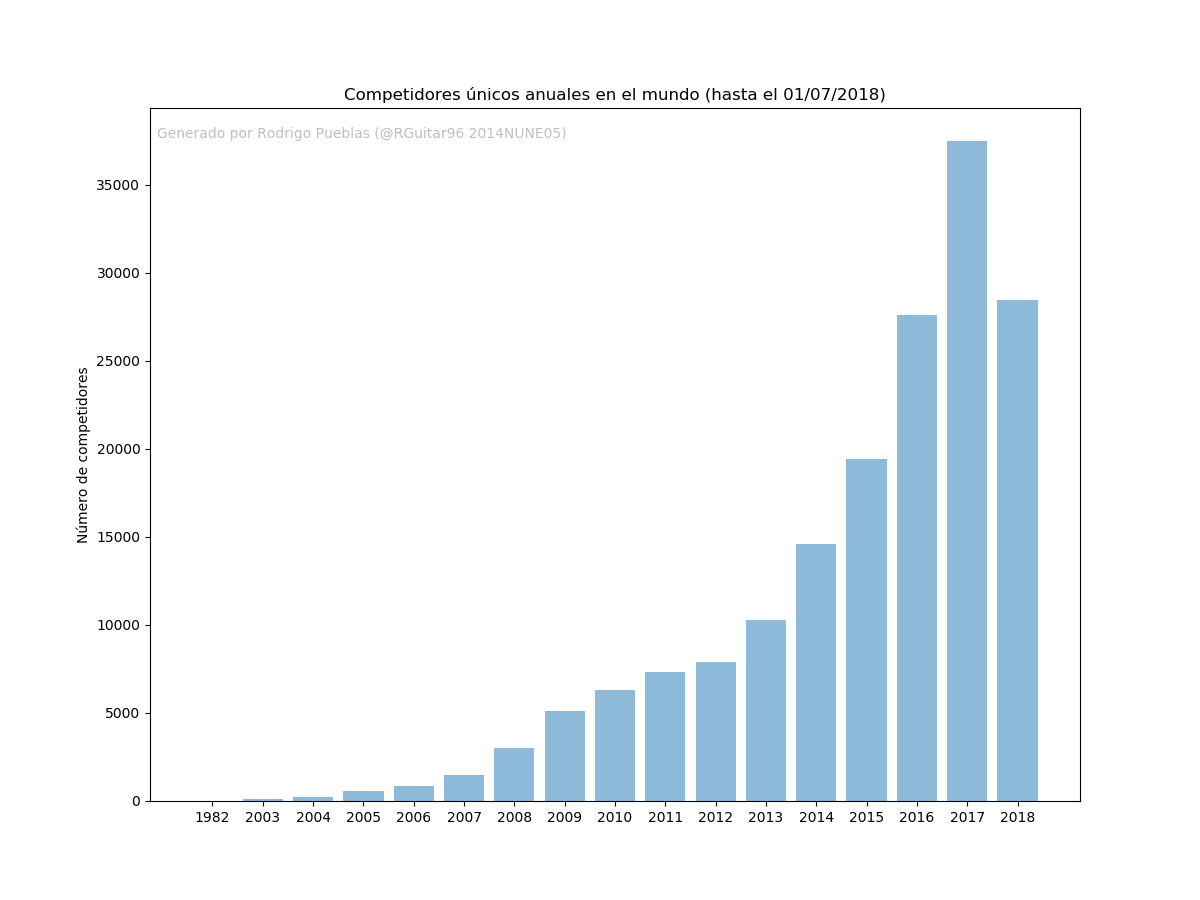 Competidores únicos anuales en el mundo (hasta el 01/07/2018)
Generado por Rodrigo Pueblas (@RGuitar96 2014NUNE05)
Número de competidores
35000
30000
25000
20000
15000
10000
5000
0
1982 2003 2004 2005 2006 2007 2008 2009 2010 2011 2012 2013 2014 2015 2016 2017 2018